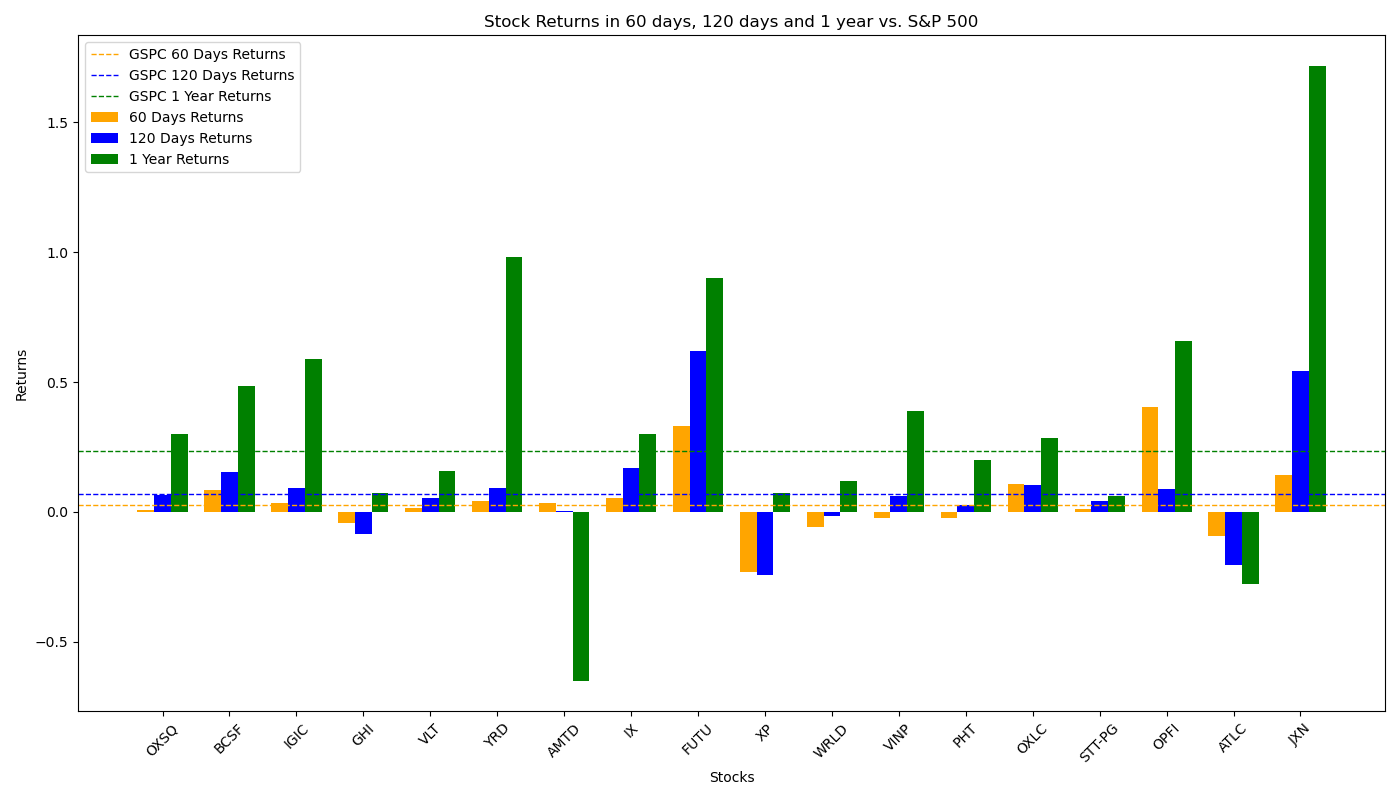 Stock Returns in 60 days, 120 days and 1 year vs. S&P 500
GSPC 60 Days Returns
GSPC 120 Days Returns
GSPC 1 Year Returns
60 Days Returns
120 Days Returns
1 Year Returns
1.5
1.0
0.5
0.0
−0.5
Returns
OXSQ
BCSF
IGIC
GHI
VLT
YRD
AMTD
IX
FUTU
XP
WRLD
VINP
PHT
OXLC
STT-PG
OPFI
ATLC
JXN
Stocks